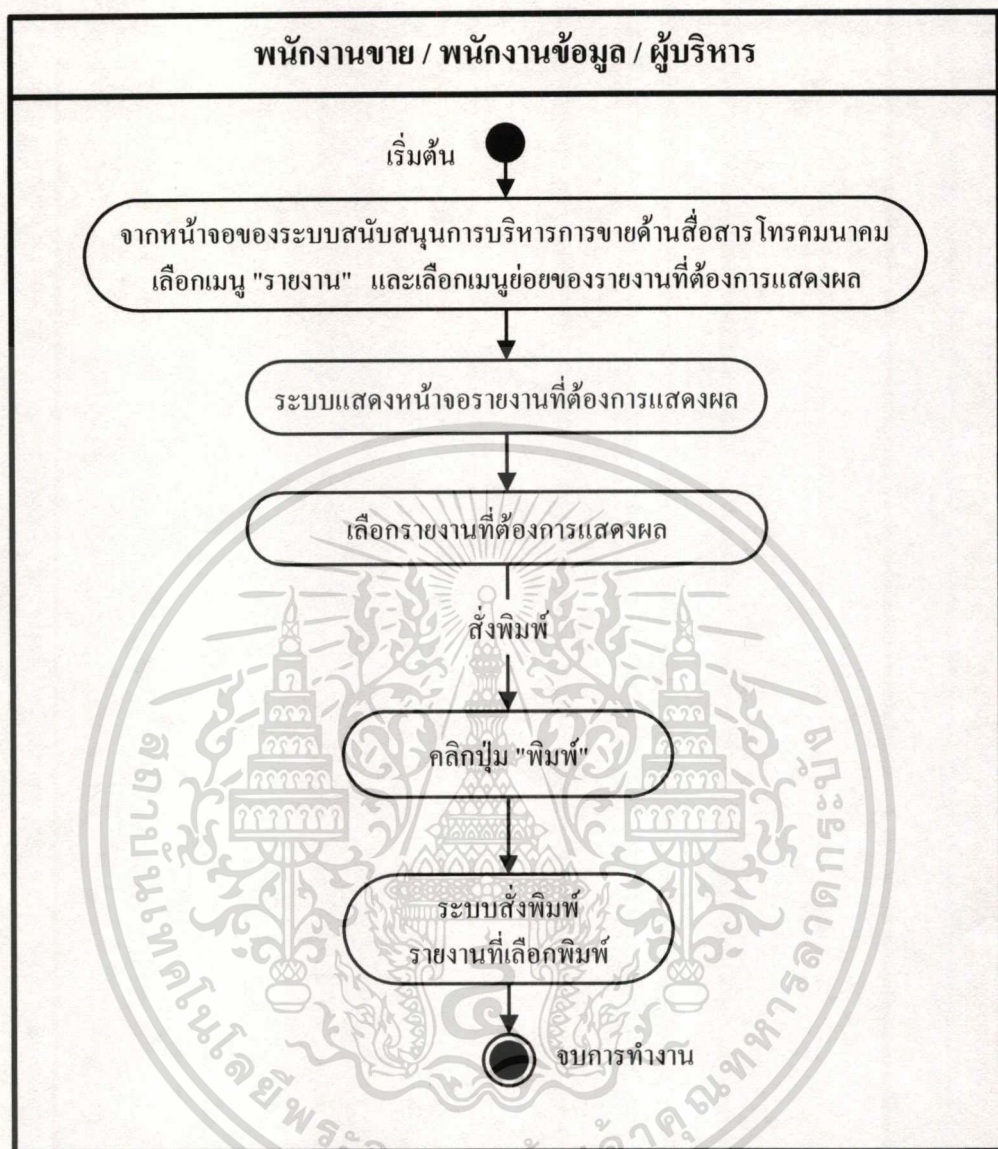 พนักงานขาย / พนักงานข้อมูล / ผู้บริหาร
เริ่มต้น
จากหน้าจอของระบบสนับสนุนการบริหารการขายด้านสื่อสารโทรคมนาคม
เลือกเมนู "รายงาน" และเลือกเมนูย่อยของรายงานที่ต้องการแสดงผล
ระบบแสดงหน้าจอรายงานที่ต้องการแสดงผล
เลือกรายงานที่ต้องการแสดงผล
สั่งพิมพ์
คลิกปุ่ม "พิมพ์"
ระบบสั่งพิมพ์
รายงานที่เลือกพิมพ์
จบการทำงาน